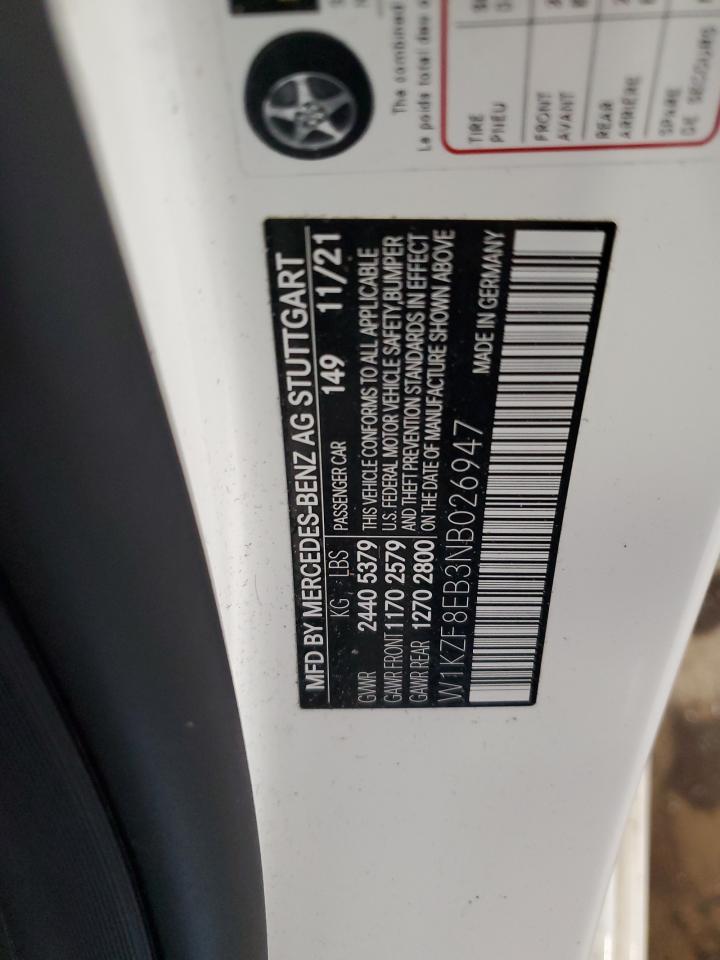 The combined
Le poids total des
TIRE
PNEU
FRONT
AVANT
REAR
ARRIÈRE
SPARE
DE SECOURS
MFD BY MERCEDES-BENZ AG STUTTGART
KG / LBS PASSENGER CAR 149 11/21
GVWR 2440 5379 THIS VEHICLE CONFORMS TO ALL APPLICABLE
GAWR FRONT 1170 2579 U.S. FEDERAL MOTOR VEHICLE SAFETY,BUMPER
GAWR REAR 1270 2800 AND THEFT PREVENTION STANDARDS IN EFFECT
ON THE DATE OF MANUFACTURE SHOWN ABOVE
W1KZF8EB3NB026947 MADE IN GERMANY